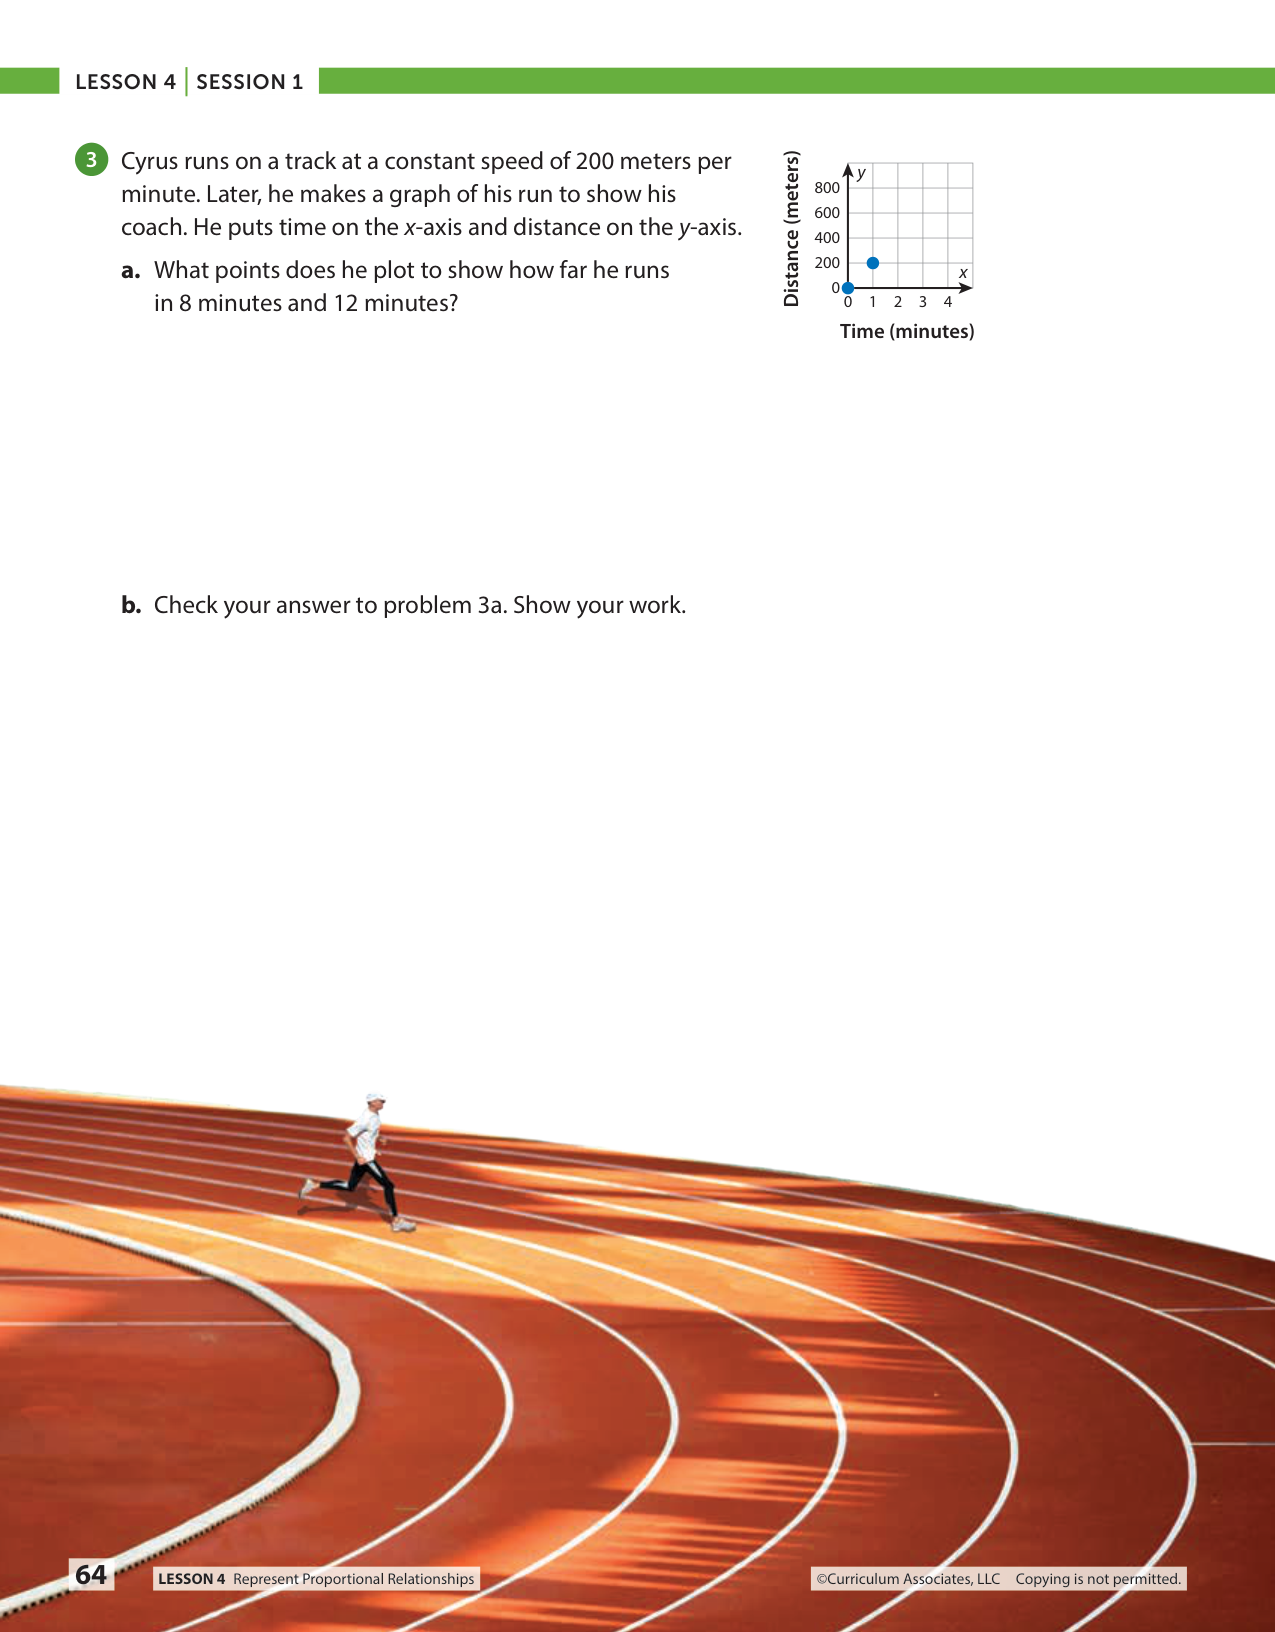 LESSON 4 | SESSION 1
3 Cyrus runs on a track at a constant speed of 200 meters per
minute. Later, he makes a graph of his run to show his
coach. He puts time on the x-axis and distance on the y-axis.
a. What points does he plot to show how far he runs
in 8 minutes and 12 minutes?
Distance (meters)
y
800
600
400
200
0
x
0 1 2 3 4
Time (minutes)
b. Check your answer to problem 3a. Show your work.
64 LESSON 4 Represent Proportional Relationships ©Curriculum Associates, LLC Copying is not permitted.